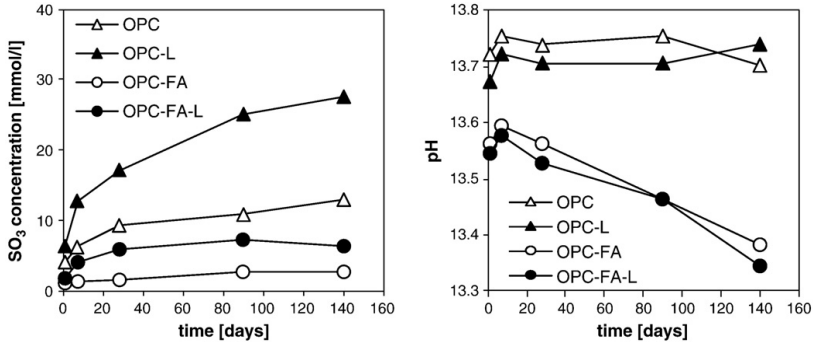 40
30
20
10
0
SO3 concentration [mmol/l]
OPC
OPC-L
OPC-FA
OPC-FA-L
0 20 40 60 80 100 120 140 160
time [days]
13.8
13.7
13.6
13.5
13.4
13.3
pH
OPC
OPC-L
OPC-FA
OPC-FA-L
0 20 40 60 80 100 120 140 160
time [days]